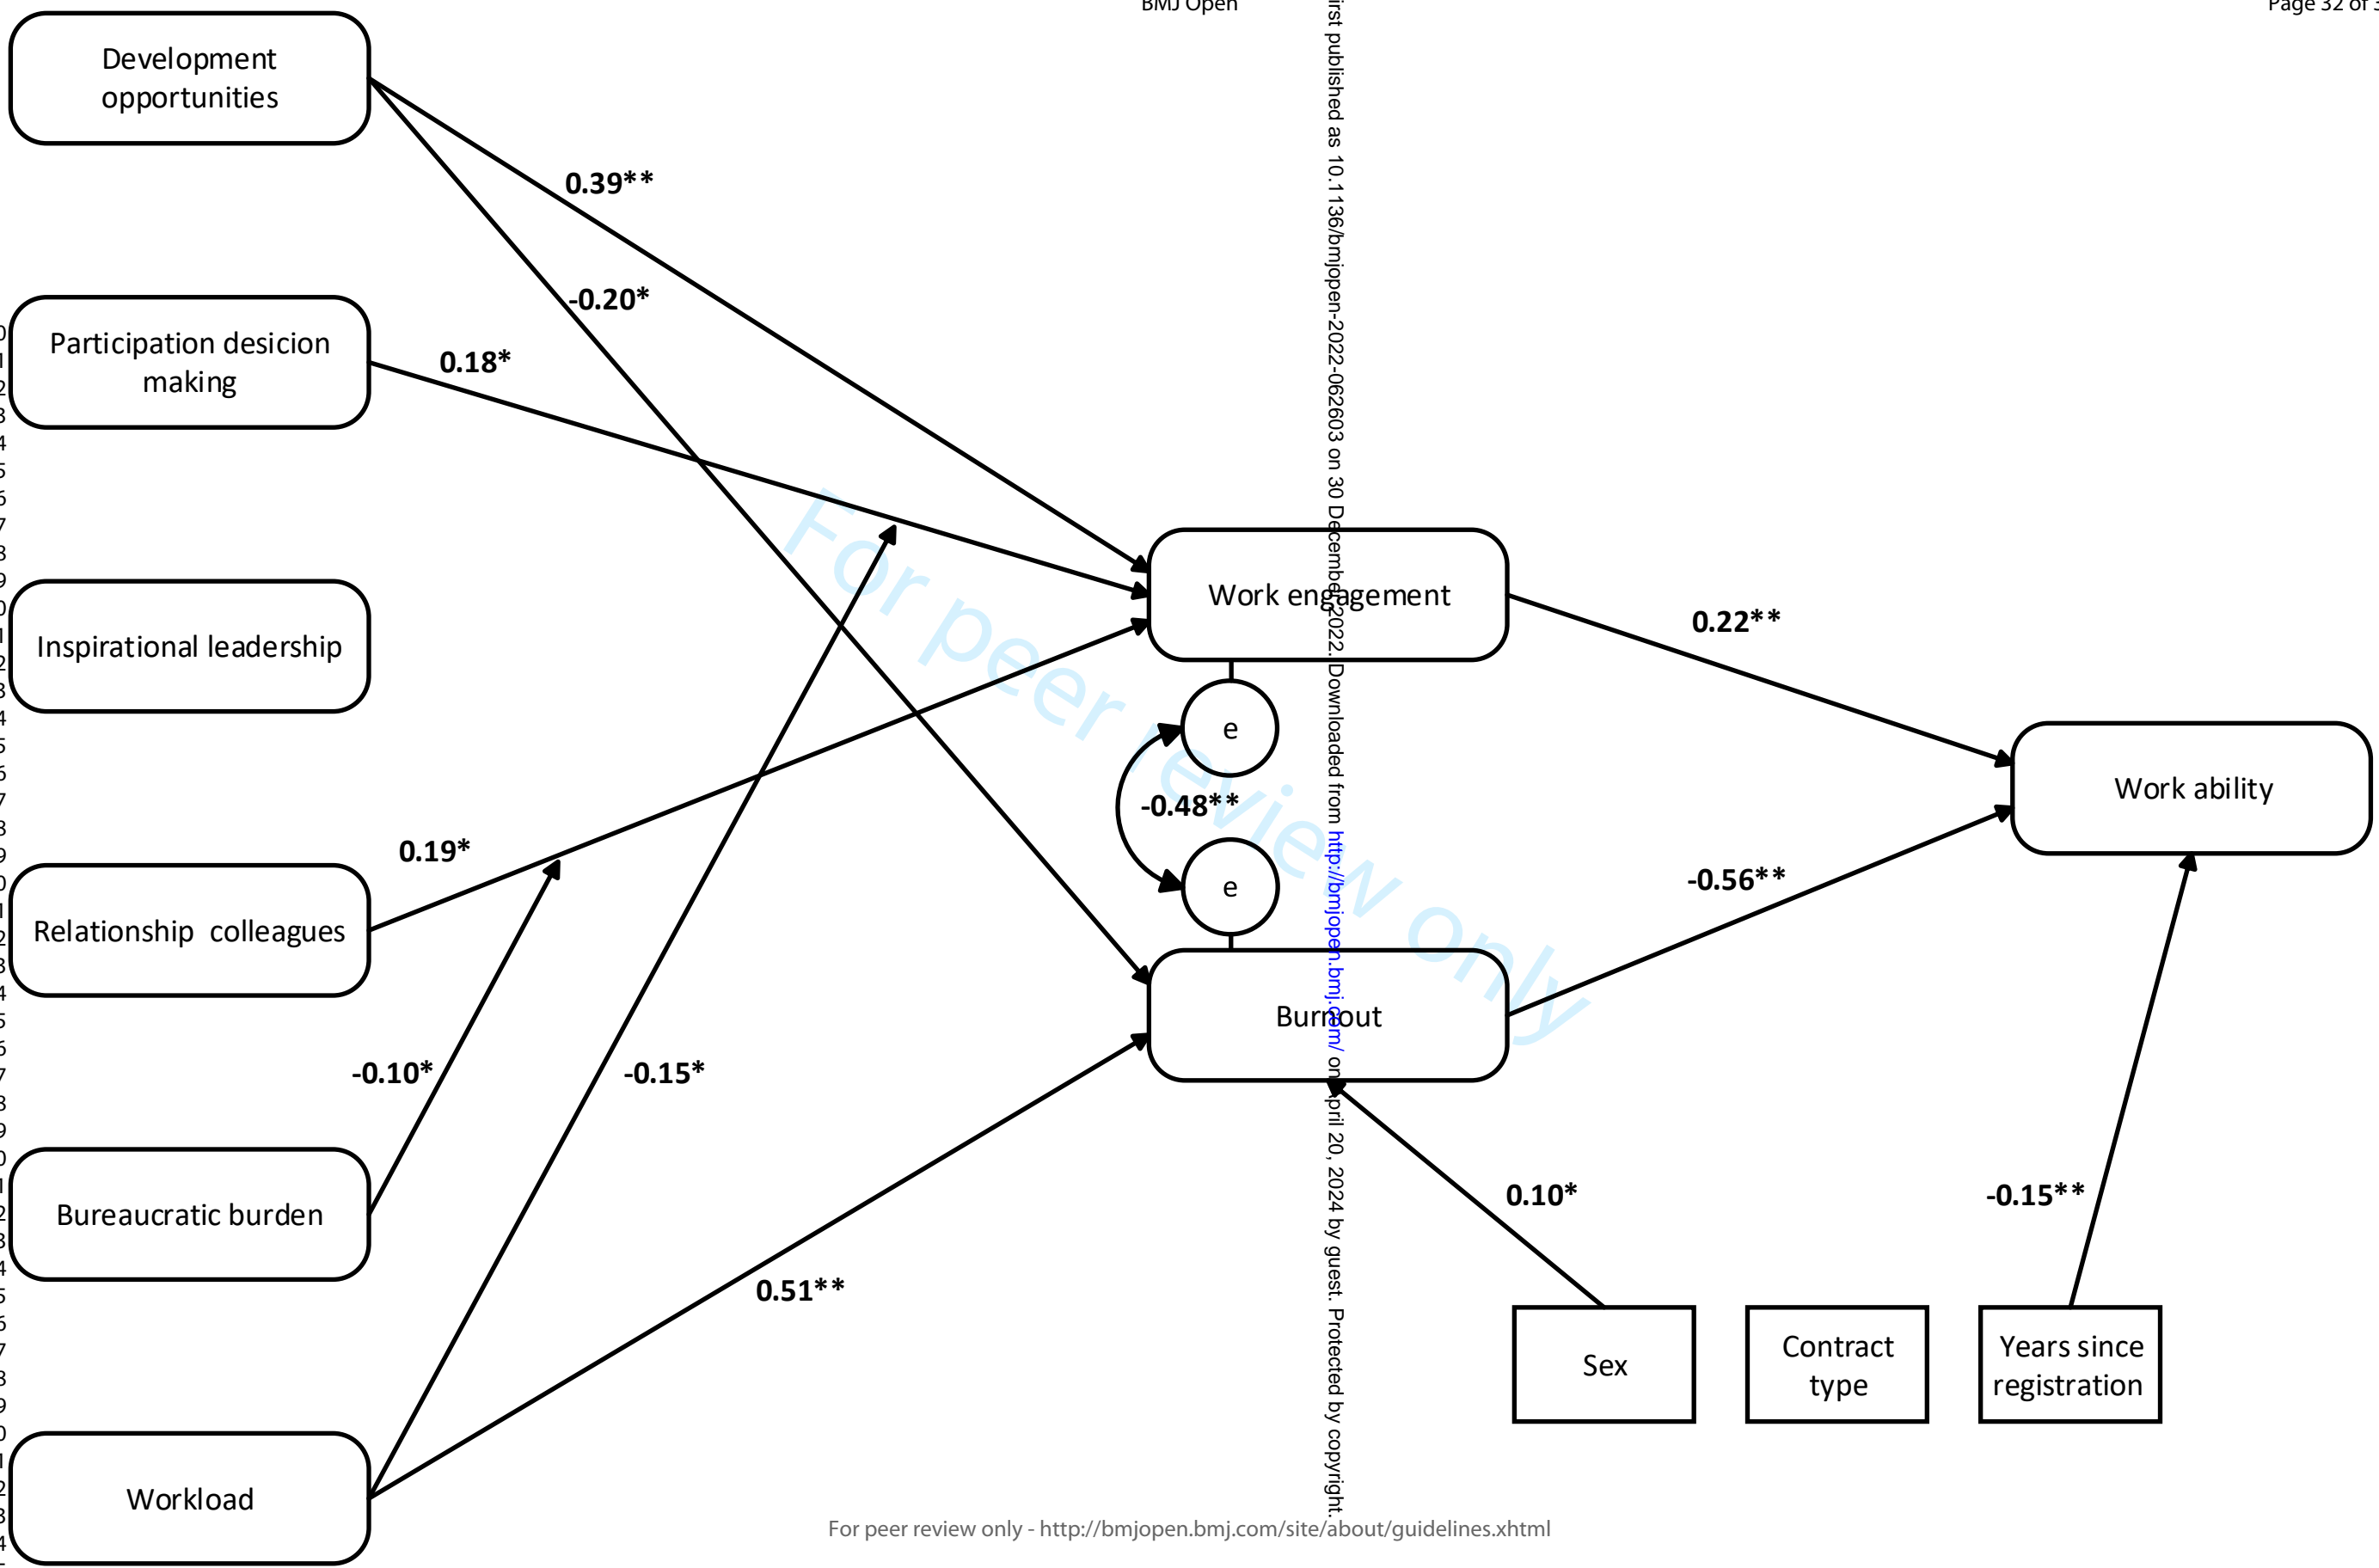 BMJ Open
Development
opportunities
0.39**
-0.20*
Participation desicion
making
0.18*
Inspirational leadership
Work engagement
0.22**
e
-0.48**
e
Work ability
0.19*
Relationship colleagues
-0.56**
Burnout
-0.10*
-0.15*
Bureaucratic burden
0.10*
-0.15**
0.51**
Sex
Contract
type
Years since
registration
Workload
For peer review only
irst published as 10.1136/bmjopen-2022-062603 on 30 December 2022. Downloaded from http://bmjopen.bmj.com/ on April 20, 2024 by guest. Protected by copyright.
For peer review only - http://bmjopen.bmj.com/site/about/guidelines.xhtml
Page 32 of 3